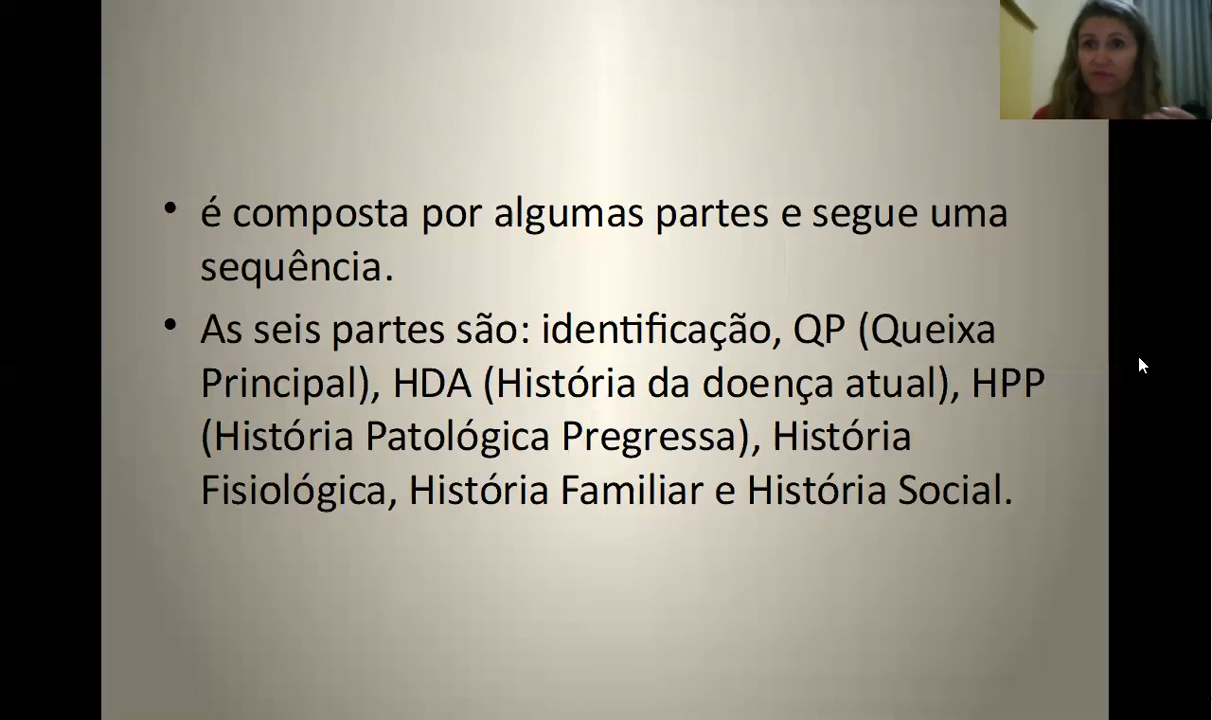 • é composta por algumas partes e segue uma
sequência.
• As seis partes são: identificação, QP (Queixa
Principal), HDA (História da doença atual), HPP
(História Patológica Pregressa), História
Fisiológica, História Familiar e História Social.